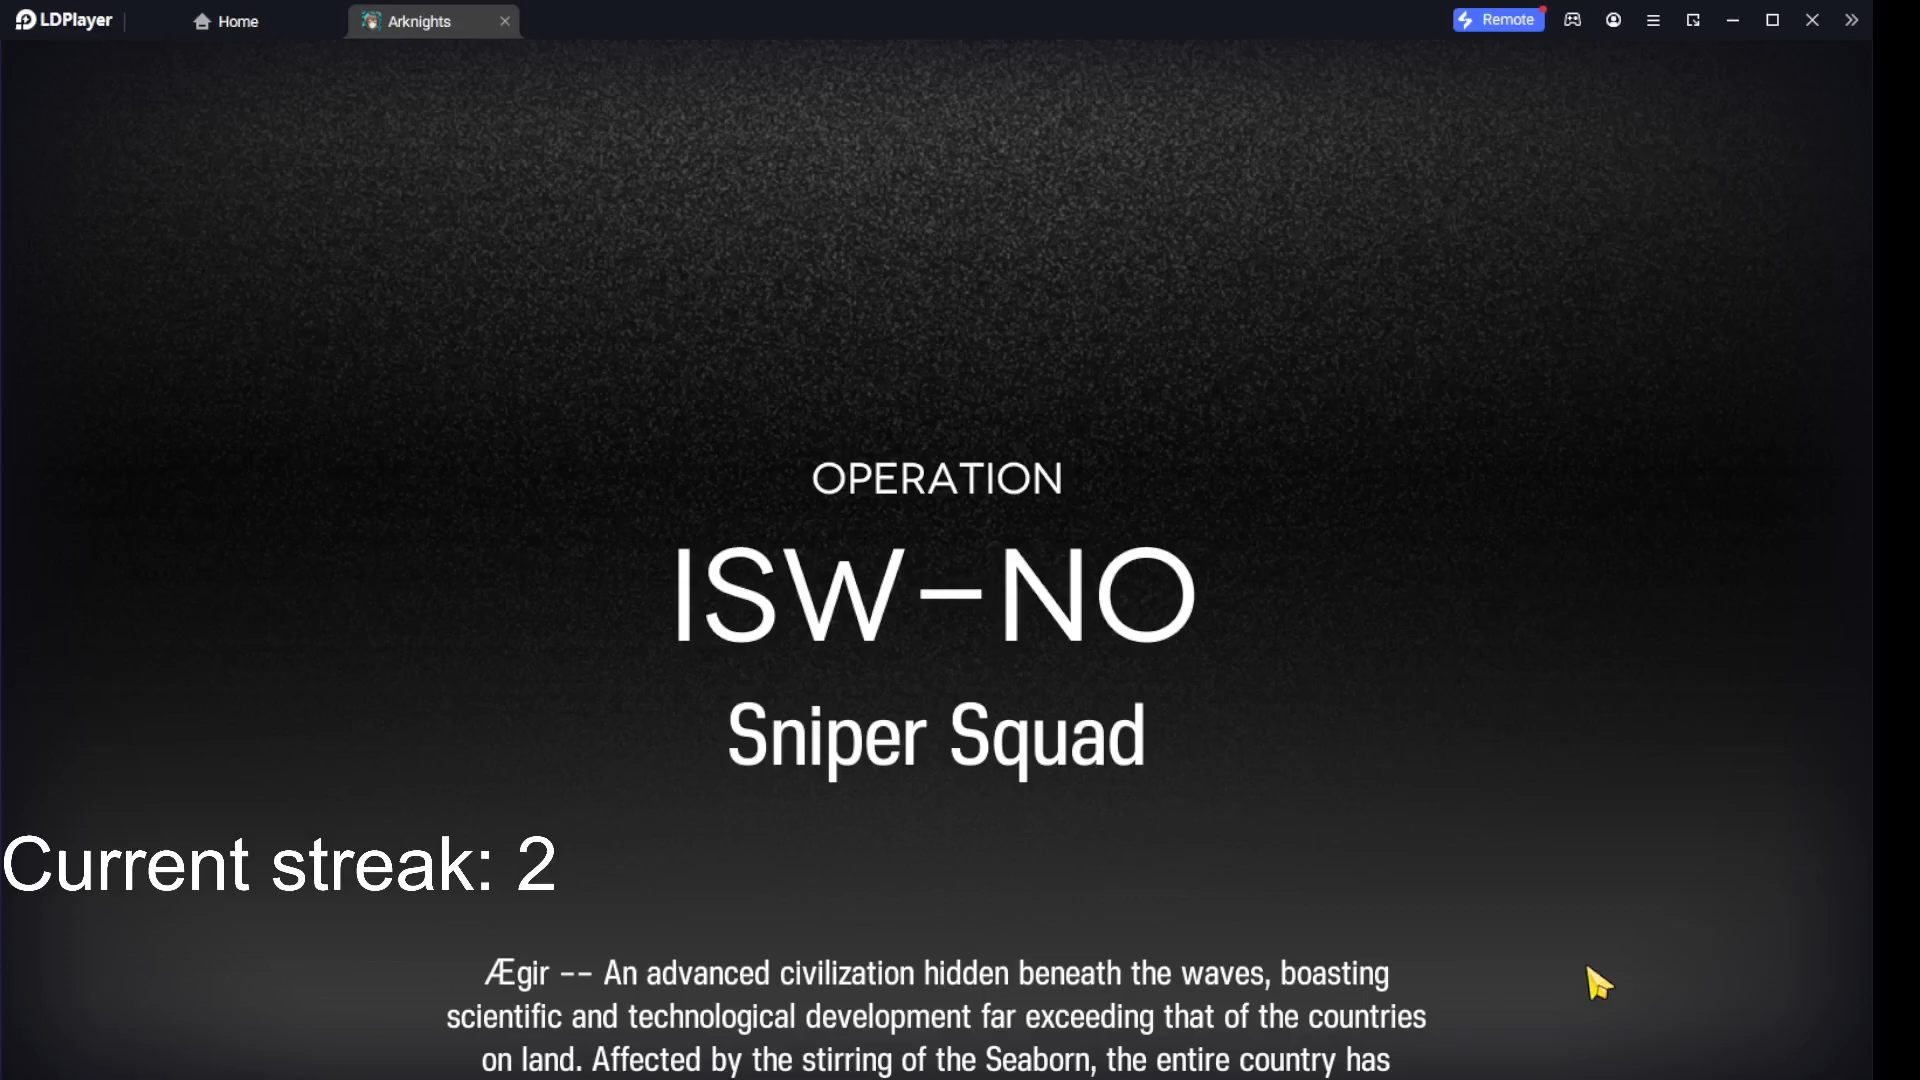 LDPlayer
Home
Arknights
Remote
OPERATION
ISW-NO
Sniper Squad
Current streak: 2
Ægir -- An advanced civilization hidden beneath the waves, boasting
scientific and technological development far exceeding that of the countries
on land. Affected by the stirring of the Seaborn, the entire country has